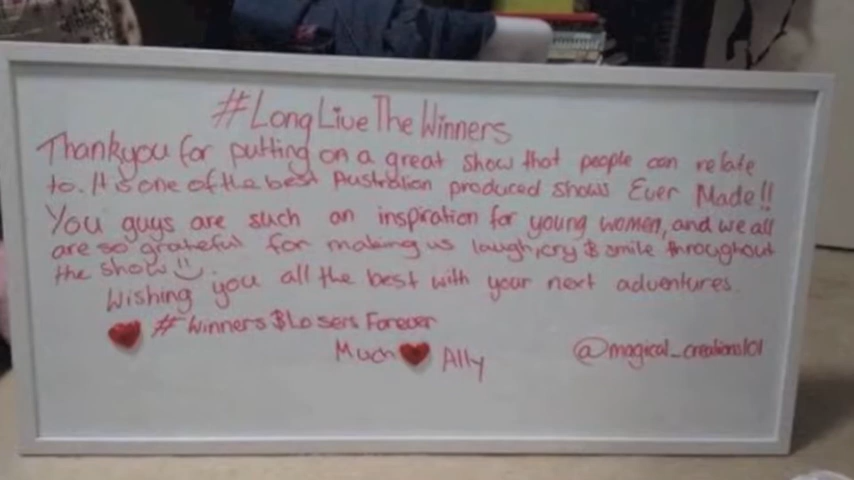 #LongLiveTheWinners
Thankyou for putting on a great show that people can relate
to. It is one of the best Australian produced shows Ever Made!!
You guys are such an inspiration for young women, and we all
are so grateful for making us laugh, cry & smile throughout
the show!!
Wishing you all the best with your next adventures.
#Winners&LosersForever
Much ❤ Ally
@magical_creations101